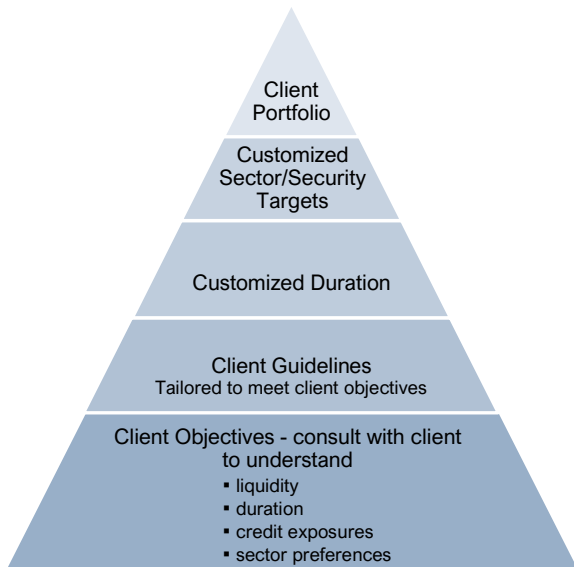 Client
Portfolio
Customized
Sector/Security
Targets
Customized Duration
Client Guidelines
Tailored to meet client objectives
Client Objectives - consult with client
to understand
▪ liquidity
▪ duration
▪ credit exposures
▪ sector preferences